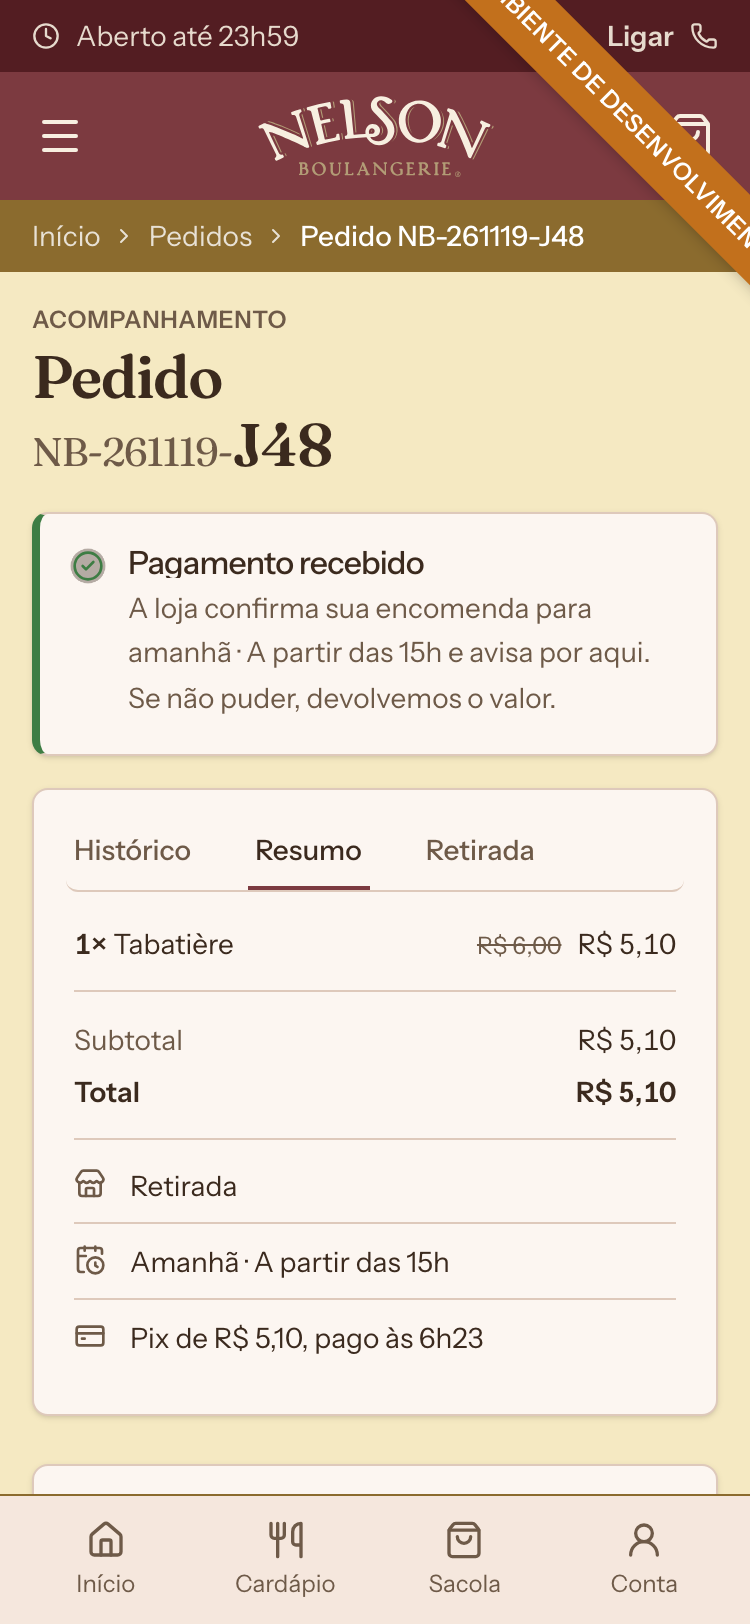 Aberto até 23h59
Ligar
AMBIENTE DE DESENVOLVIMEN
NELSON
BOULANGERIE
Início > Pedidos > Pedido NB-261119-J48
ACOMPANHAMENTO
Pedido
NB-261119-J48
Pagamento recebido
A loja confirma sua encomenda para
amanhã · A partir das 15h e avisa por aqui.
Se não puder, devolvemos o valor.
Histórico Resumo Retirada
1× Tabatière R$ 6,00 R$ 5,10
Subtotal R$ 5,10
Total R$ 5,10
Retirada
Amanhã · A partir das 15h
Pix de R$ 5,10, pago às 6h23
Início Cardápio Sacola Conta